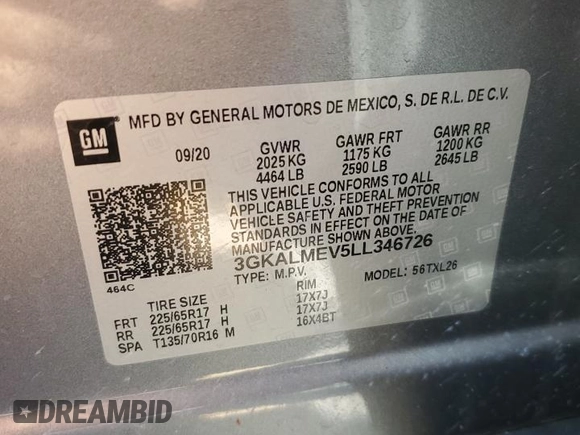 MFD BY GENERAL MOTORS DE MEXICO, S. DE R.L. DE C.V.
GM
09/20 GVWR GAWR FRT GAWR RR
2025 KG 1175 KG 1200 KG
4464 LB 2590 LB 2645 LB
THIS VEHICLE CONFORMS TO ALL
APPLICABLE U.S. FEDERAL MOTOR
VEHICLE SAFETY AND THEFT PREVENTION
STANDARDS IN EFFECT ON THE DATE OF
MANUFACTURE SHOWN ABOVE.
3GKALMEV5LL346726
464C TYPE: M.P.V. MODEL: 56TXL26
TIRE SIZE RIM
FRT 225/65R17 H 17X7J
RR 225/65R17 H 17X7J
SPA T135/70R16 M 16X4BT
DREAMBID